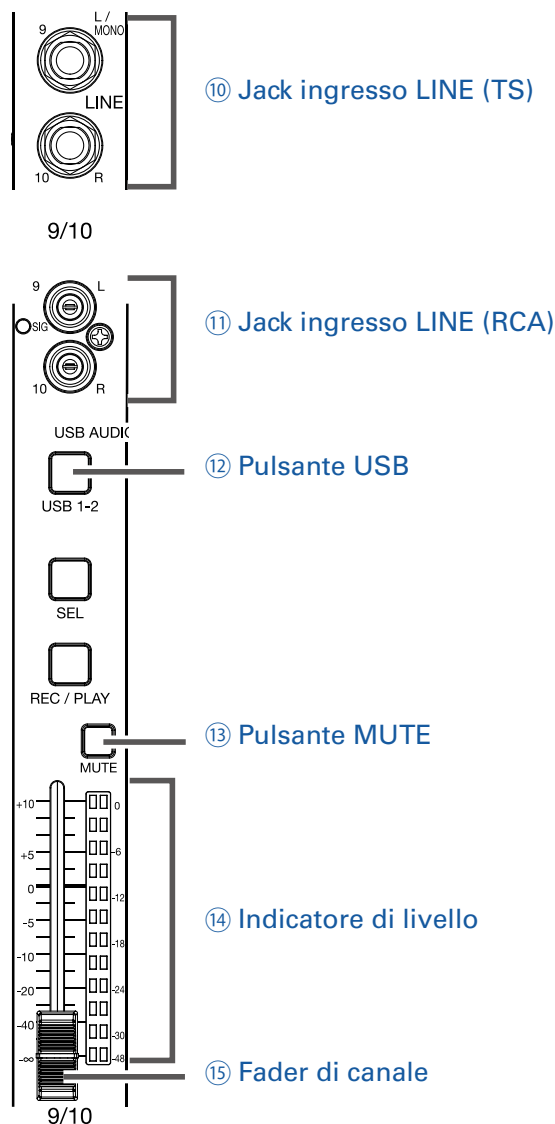 L /
MONO
9
⑩ Jack ingresso LINE (TS)
LINE
10 R
9/10
9 L
SIG
⑪ Jack ingresso LINE (RCA)
10 R
USB AUDIO
⑫ Pulsante USB
USB 1-2
SEL
REC / PLAY
⑬ Pulsante MUTE
MUTE
+10 0
+5 -6
0 -12
-5 -18
⑭ Indicatore di livello
-10
-20 -24
-40 -30
-∞ -48
⑮ Fader di canale
9/10